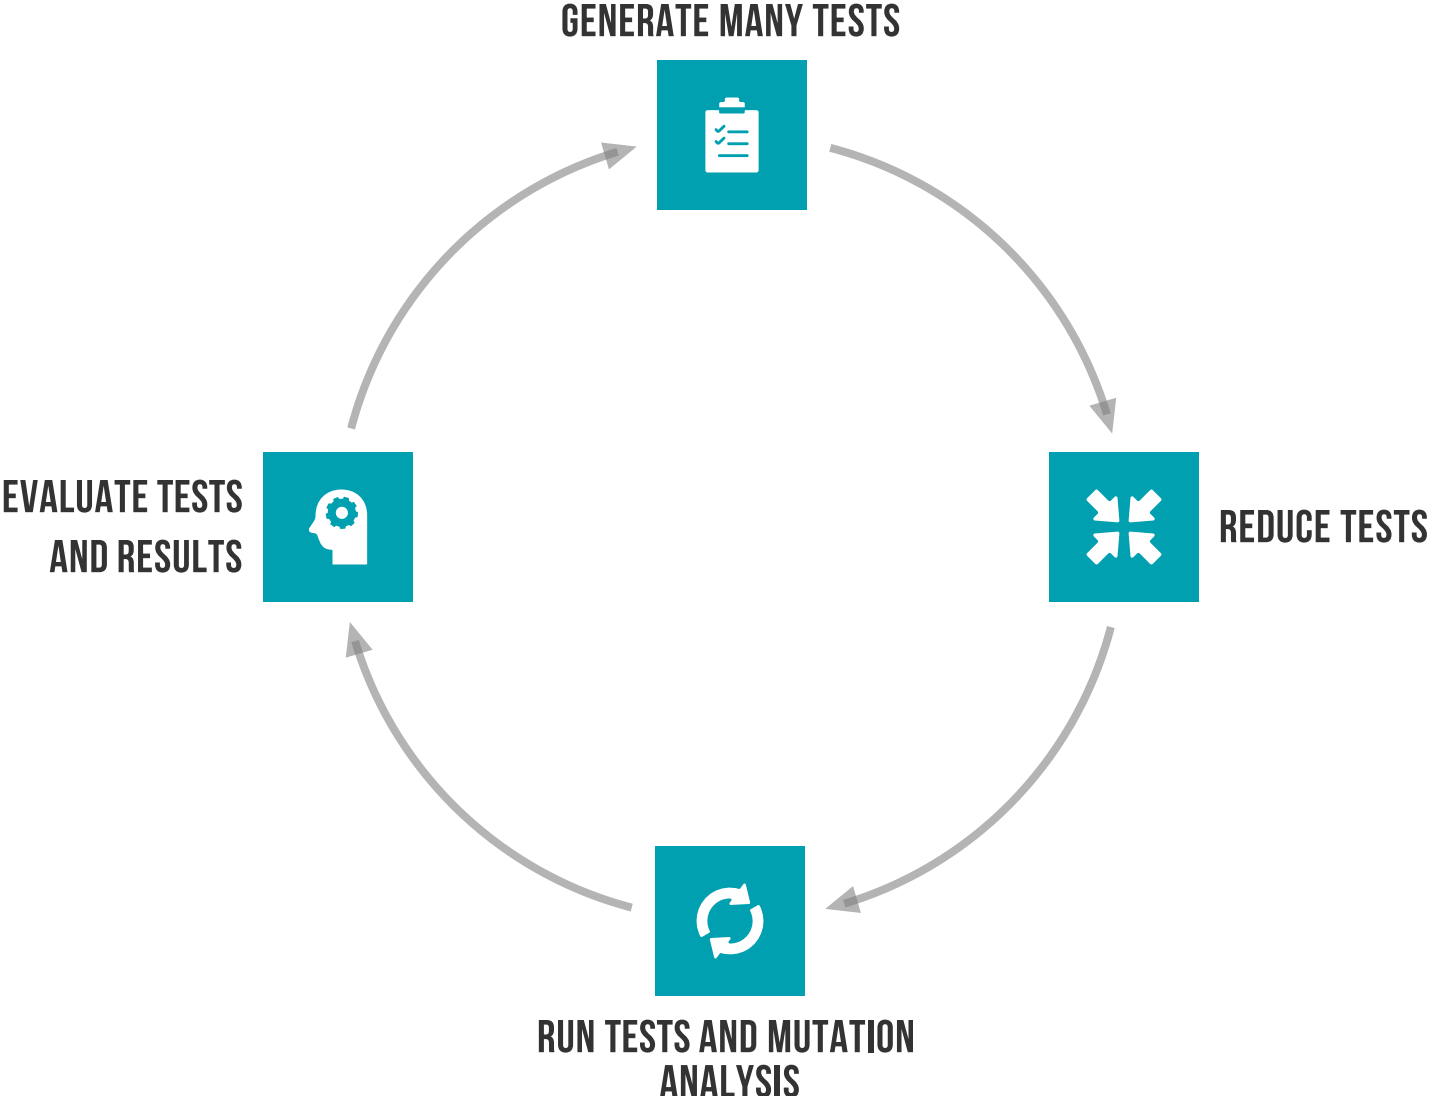 GENERATE MANY TESTS
EVALUATE TESTS
AND RESULTS
REDUCE TESTS
RUN TESTS AND MUTATION
ANALYSIS